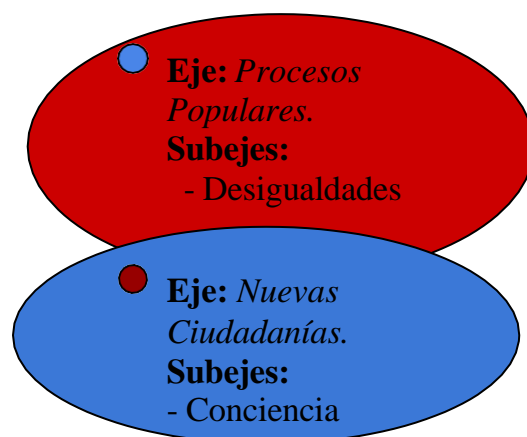 Eje: Procesos
Populares.
Subejes:
- Desigualdades
Eje: Nuevas
Ciudadanías.
Subejes:
- Conciencia